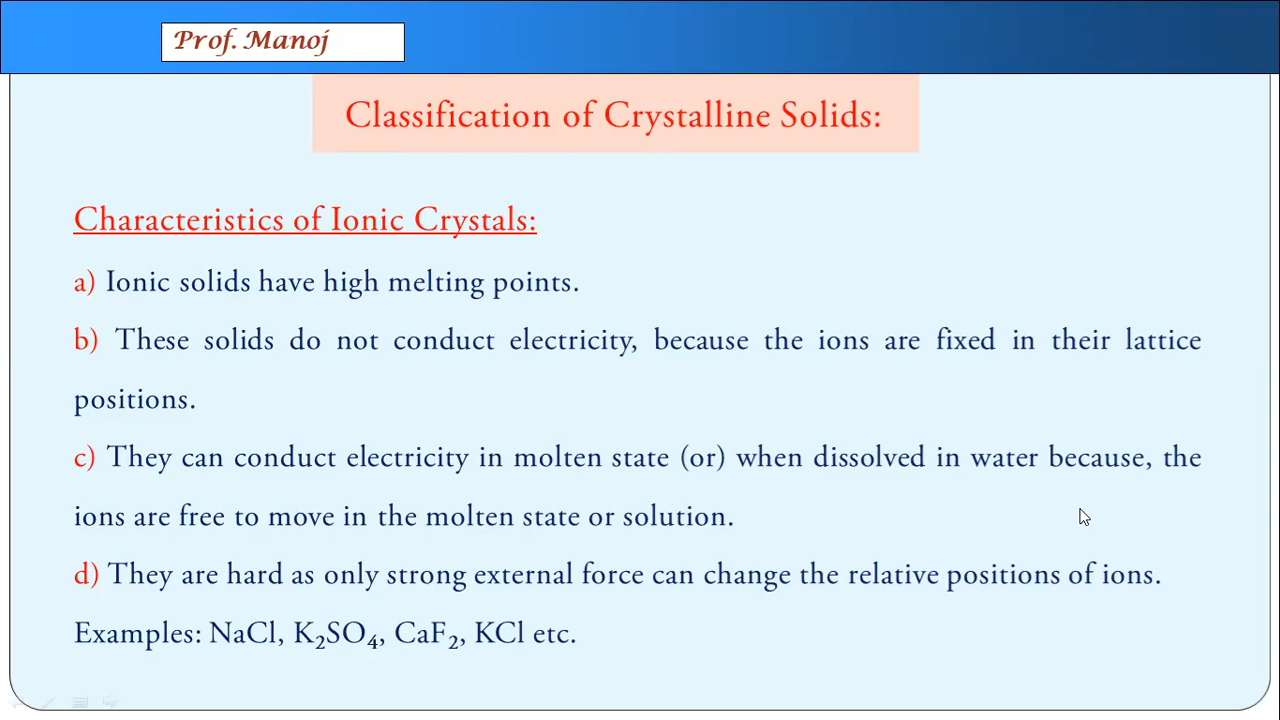 Prof. Manoj
Classification of Crystalline Solids:
Characteristics of Ionic Crystals:
a) Ionic solids have high melting points.
b) These solids do not conduct electricity, because the ions are fixed in their lattice
positions.
c) They can conduct electricity in molten state (or) when dissolved in water because, the
ions are free to move in the molten state or solution.
d) They are hard as only strong external force can change the relative positions of ions.
Examples: NaCl, K₂SO₄, CaF₂, KCl etc.